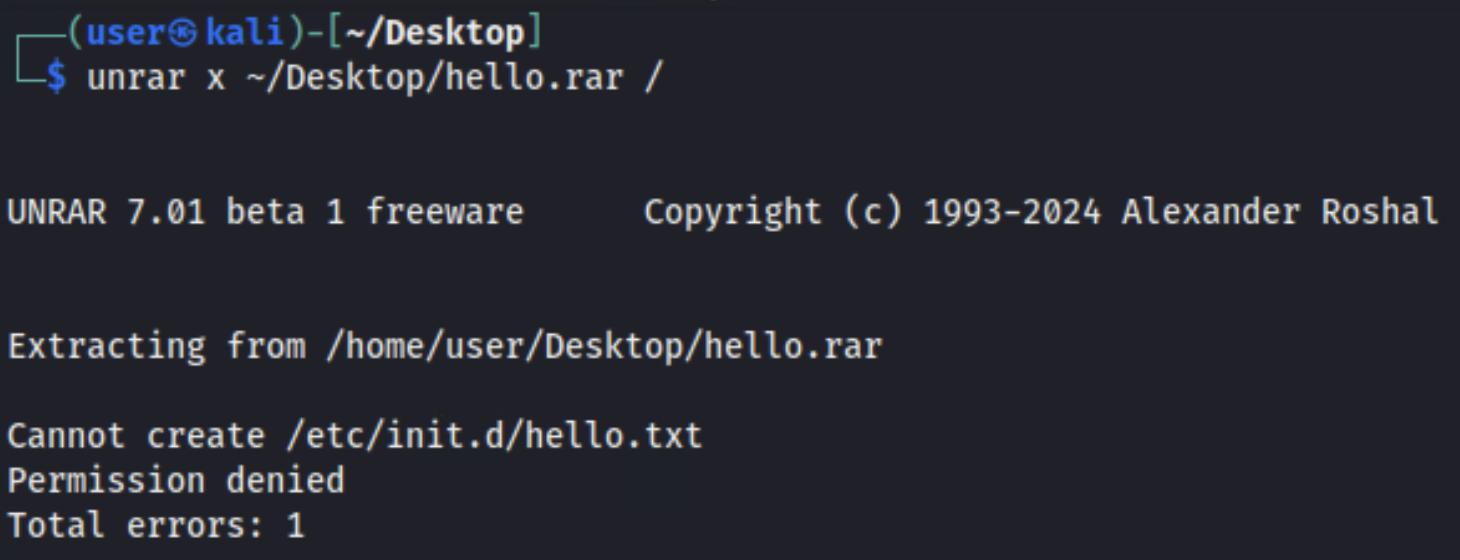 ┌──(user㉿kali)-[~/Desktop]
└─$ unrar x ~/Desktop/hello.rar /
UNRAR 7.01 beta 1 freeware      Copyright (c) 1993-2024 Alexander Roshal
Extracting from /home/user/Desktop/hello.rar
Cannot create /etc/init.d/hello.txt
Permission denied
Total errors: 1